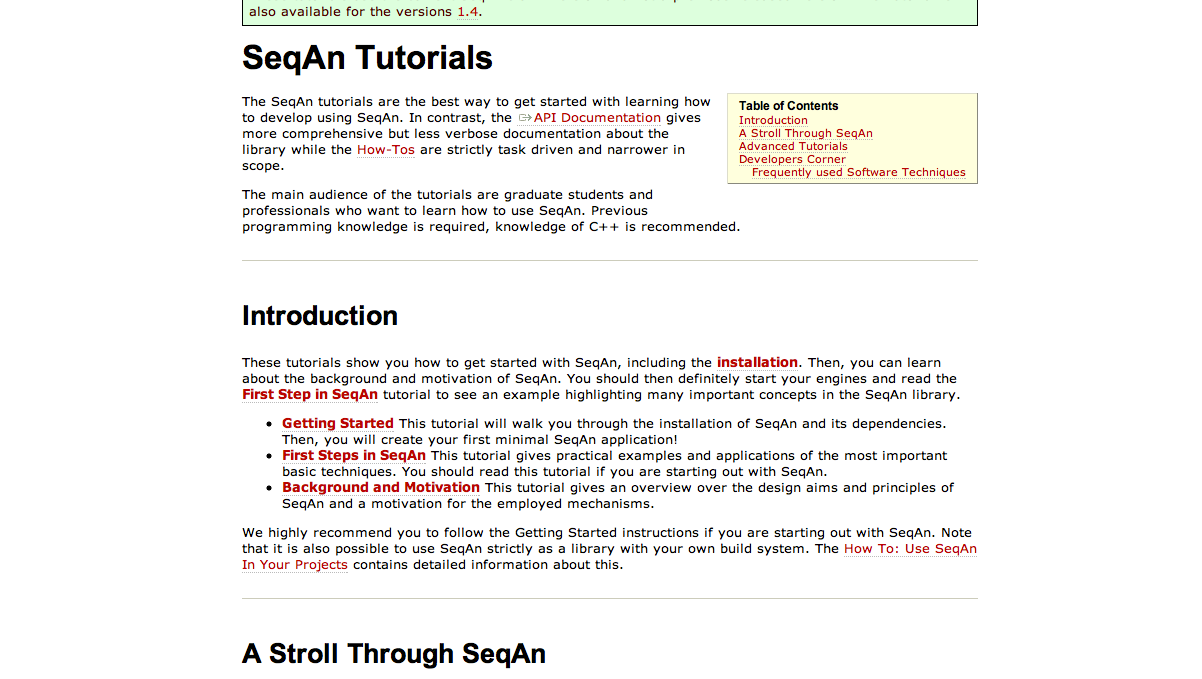 also available for the versions 1.4.
SeqAn Tutorials
The SeqAn tutorials are the best way to get started with learning how
to develop using SeqAn. In contrast, the API Documentation gives
more comprehensive but less verbose documentation about the
library while the How-Tos are strictly task driven and narrower in
scope.
Table of Contents
Introduction
A Stroll Through SeqAn
Advanced Tutorials
Developers Corner
Frequently used Software Techniques
The main audience of the tutorials are graduate students and
professionals who want to learn how to use SeqAn. Previous
programming knowledge is required, knowledge of C++ is recommended.
Introduction
These tutorials show you how to get started with SeqAn, including the installation. Then, you can learn
about the background and motivation of SeqAn. You should then definitely start your engines and read the
First Step in SeqAn tutorial to see an example highlighting many important concepts in the SeqAn library.
• Getting Started This tutorial will walk you through the installation of SeqAn and its dependencies.
Then, you will create your first minimal SeqAn application!
• First Steps in SeqAn This tutorial gives practical examples and applications of the most important
basic techniques. You should read this tutorial if you are starting out with SeqAn.
• Background and Motivation This tutorial gives an overview over the design aims and principles of
SeqAn and a motivation for the employed mechanisms.
We highly recommend you to follow the Getting Started instructions if you are starting out with SeqAn. Note
that it is also possible to use SeqAn strictly as a library with your own build system. The How To: Use SeqAn
In Your Projects contains detailed information about this.
A Stroll Through SeqAn